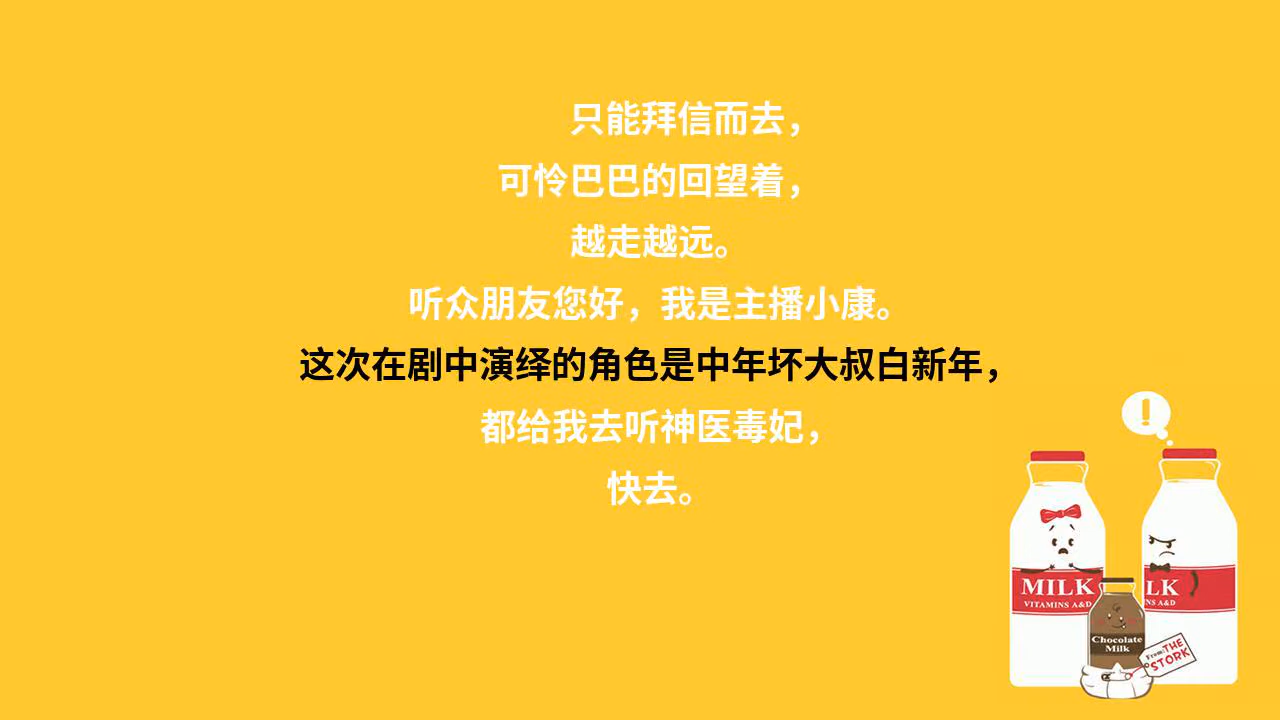 只能拜信而去，
可怜巴巴的回望着，
越走越远。
听众朋友您好，我是主播小康。
这次在剧中演绎的角色是中年坏大叔白新年，
都给我去听神医毒妃，
快去。
!
MILK
VITAMINS A&D
LK
NS A&D
Chocolate
Milk
From: THE
STORK